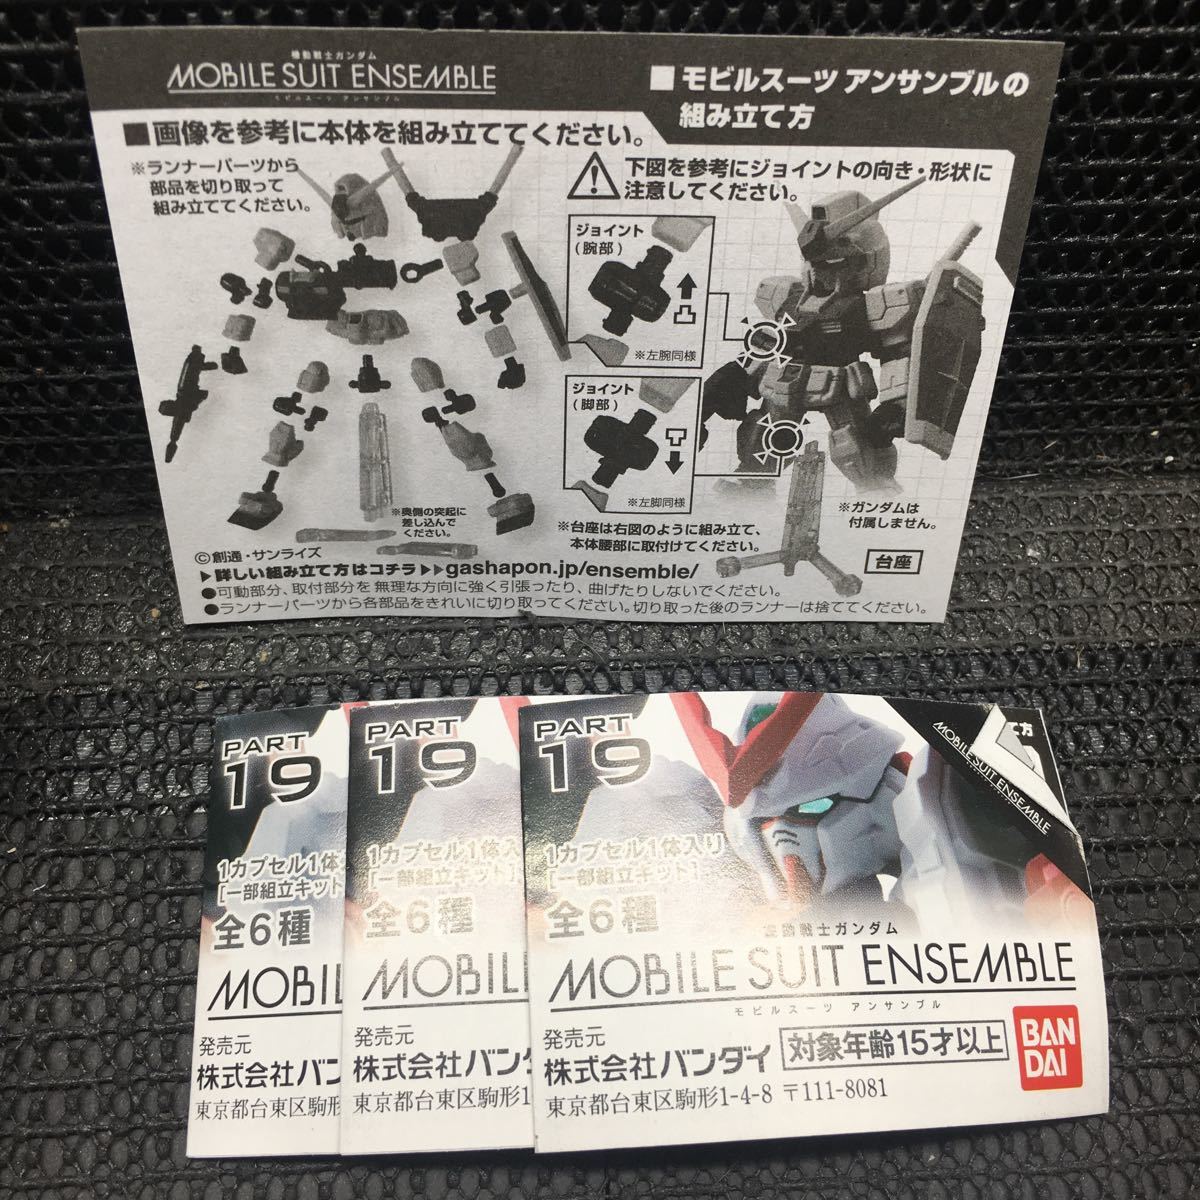 機動戦士ガンダム
MOBILE SUIT ENSEMBLE
モビルスーツ アンサンブル
■モビルスーツ アンサンブルの
組み立て方
■画像を参考に本体を組み立ててください。
※ランナーパーツから
部品を切り取って
組み立ててください。
下図を参考にジョイントの向き・形状に
注意してください。
ジョイント
(腕部)
※左腕同様
ジョイント
(脚部)
※左脚同様
※奥側の突起に
差し込んで
ください。
※台座は右図のように組み立て、
本体腰部に取付けてください。
※ガンダムは
付属しません。
台座
©創通・サンライズ
▶詳しい組み立て方はコチラ▶▶gashapon.jp/ensemble/
●可動部分、取付部分を無理な方向に強く引張ったり、曲げたりしないでください。
●ランナーパーツから各部品をきれいに切り取ってください。切り取った後のランナーは捨ててください。
PART
19
1カプセル1体
[一部組立キット
全6種
MOBIL
発売元
株式会社バン
東京都台東区駒形
PART
19
1カプセル1体入
[一部組立キット]
全6種
MOBIL
発売元
株式会社バン
東京都台東区駒形1
PART
19
1カプセル1体入り
[一部組立キット]
全6種
て方
MOBILE SUIT ENSEMBLE
機動戦士ガンダム
MOBILE SUIT ENSEMBLE
モビルスーツ アンサンブル
発売元
株式会社バンダイ
対象年齢15才以上
東京都台東区駒形1-4-8 〒111-8081
BAN
DAI